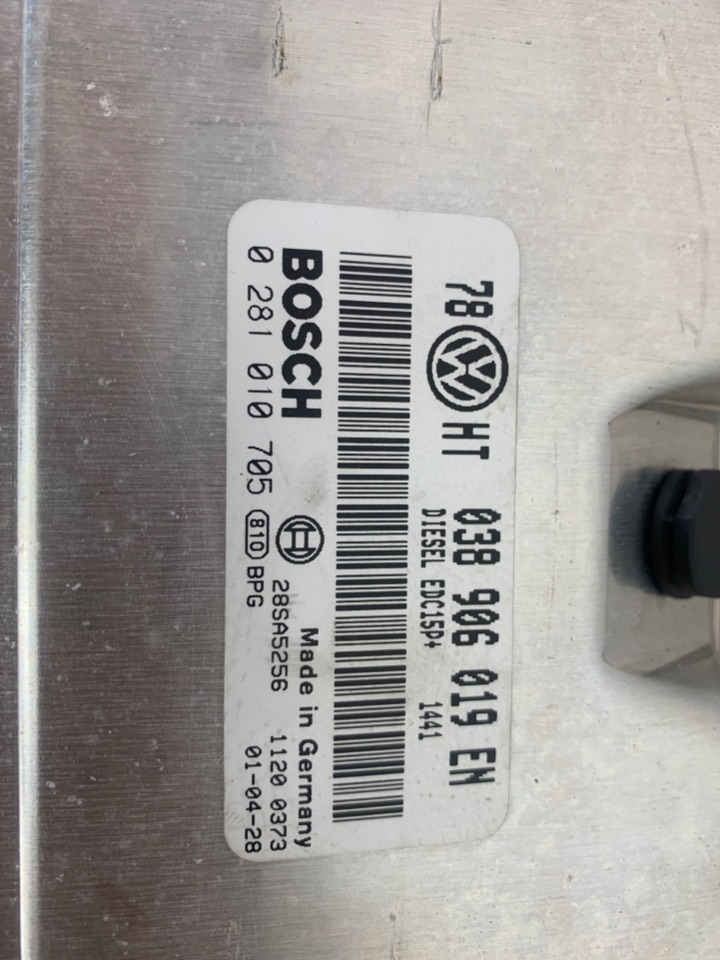 78 HT 038 906 019 EN
DIESEL EDC15P+ 1441
BOSCH
Made in Germany
0 281 010 705
28SA5256 1120 0373
810 BPG 01-04-28